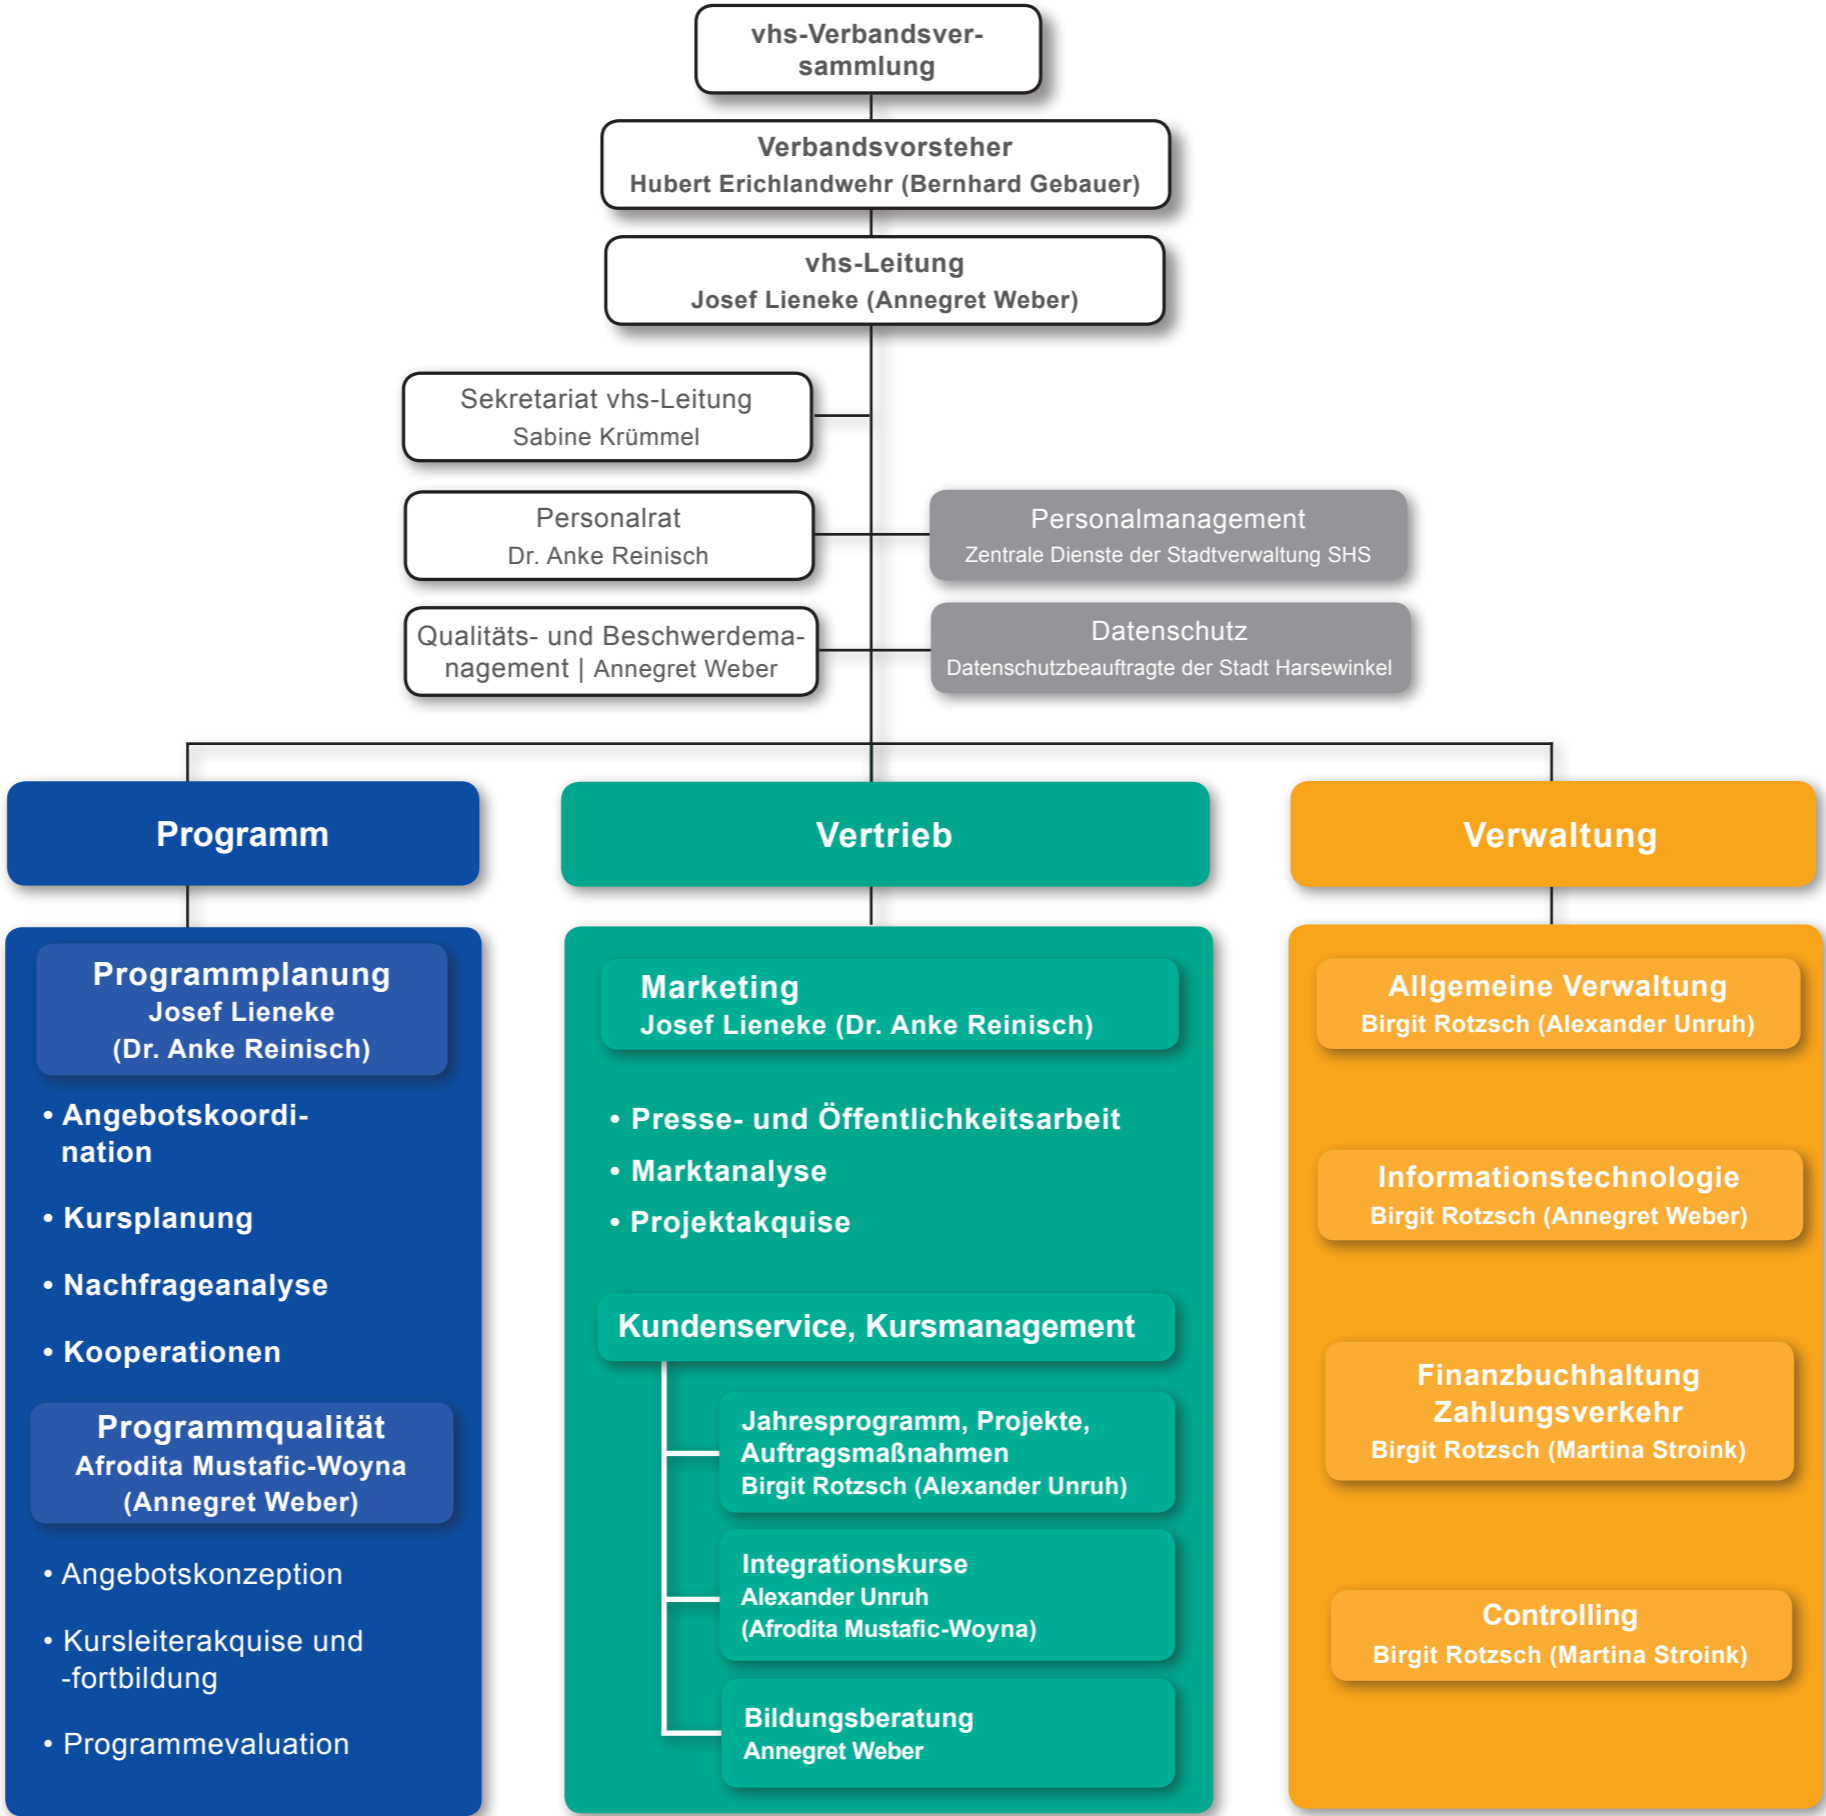 vhs-Verbandsver-
sammlung
Verbandsvorsteher
Hubert Erichlandwehr (Bernhard Gebauer)
vhs-Leitung
Josef Lieneke (Annegret Weber)
Sekretariat vhs-Leitung
Sabine Krümmel
Personalrat
Dr. Anke Reinisch
Personalmanagement
Zentrale Dienste der Stadtverwaltung SHS
Qualitäts- und Beschwerdema-
nagement | Annegret Weber
Datenschutz
Datenschutzbeauftragte der Stadt Harsewinkel
Programm
Programmplanung
Josef Lieneke
(Dr. Anke Reinisch)
• Angebotskoordi-
nation
• Kursplanung
• Nachfrageanalyse
• Kooperationen
Programmqualität
Afrodita Mustafic-Woyna
(Annegret Weber)
• Angebotskonzeption
• Kursleiterakquise und
-fortbildung
• Programmevaluation
Vertrieb
Marketing
Josef Lieneke (Dr. Anke Reinisch)
• Presse- und Öffentlichkeitsarbeit
• Marktanalyse
• Projektakquise
Kundenservice, Kursmanagement
Jahresprogramm, Projekte,
Auftragsmaßnahmen
Birgit Rotzsch (Alexander Unruh)
Integrationskurse
Alexander Unruh
(Afrodita Mustafic-Woyna)
Bildungsberatung
Annegret Weber
Verwaltung
Allgemeine Verwaltung
Birgit Rotzsch (Alexander Unruh)
Informationstechnologie
Birgit Rotzsch (Annegret Weber)
Finanzbuchhaltung
Zahlungsverkehr
Birgit Rotzsch (Martina Stroink)
Controlling
Birgit Rotzsch (Martina Stroink)